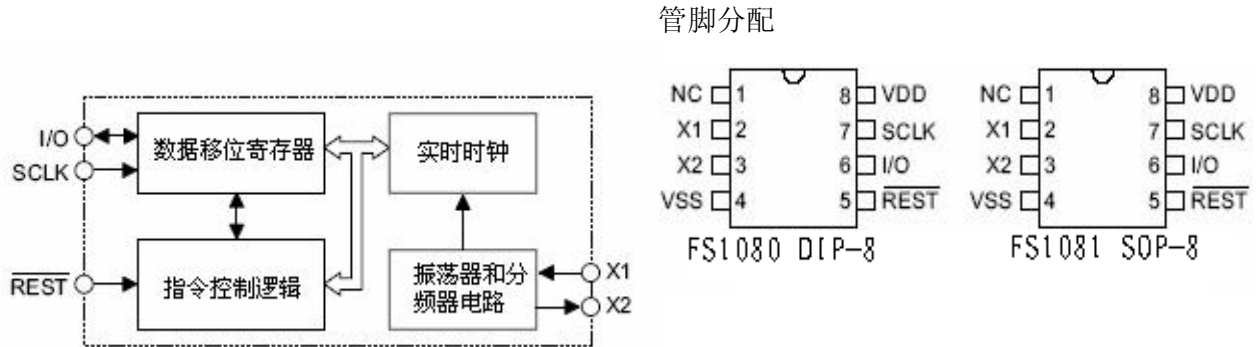 管脚分配
I/O
SCLK
REST
数据移位寄存器
实时时钟
指令控制逻辑
振荡器和分
频器电路
X1
X2
NC 1 8 VDD
X1 2 7 SCLK
X2 3 6 I/O
VSS 4 5 REST
FS1080 DIP-8
NC 1 8 VDD
X1 2 7 SCLK
X2 3 6 I/O
VSS 4 5 REST
FS1081 SOP-8